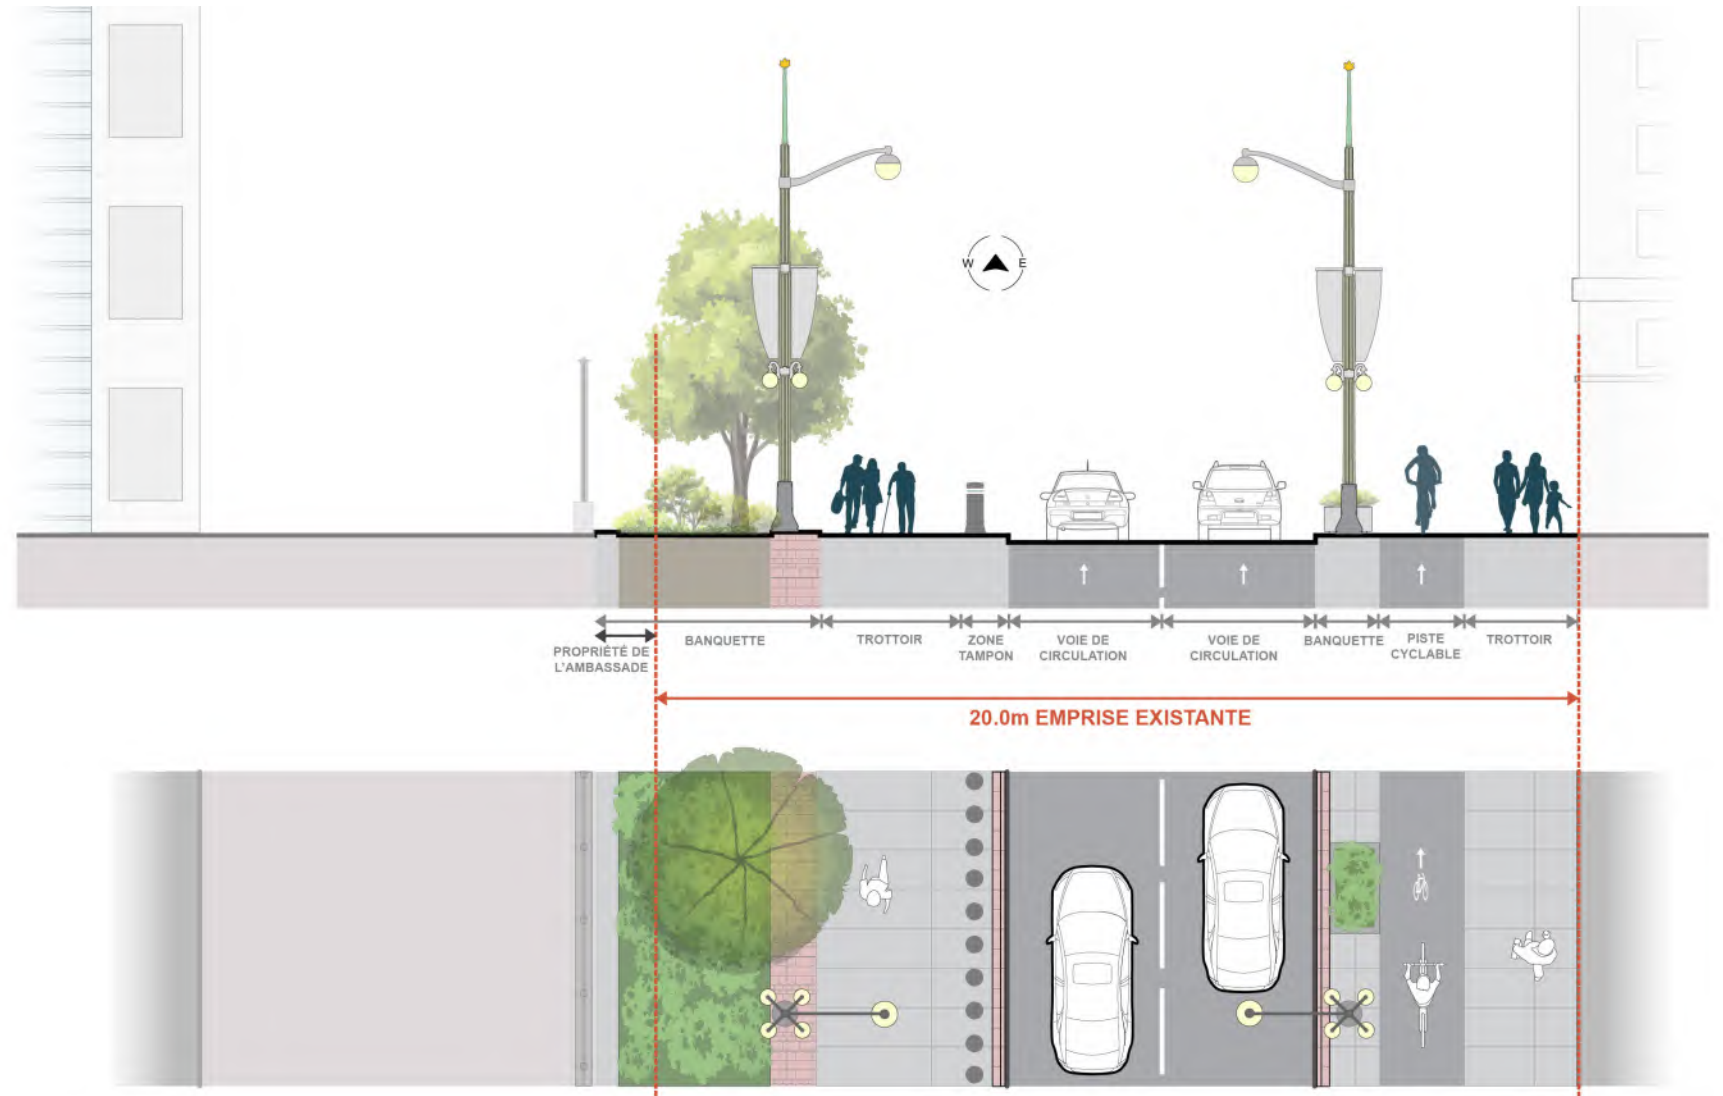 W E
PROPRIÉTÉ DE
L'AMBASSADE
BANQUETTE
TROTTOIR
ZONE
TAMPON
VOIE DE
CIRCULATION
VOIE DE
CIRCULATION
BANQUETTE
PISTE
CYCLABLE
TROTTOIR
20.0m EMPRISE EXISTANTE